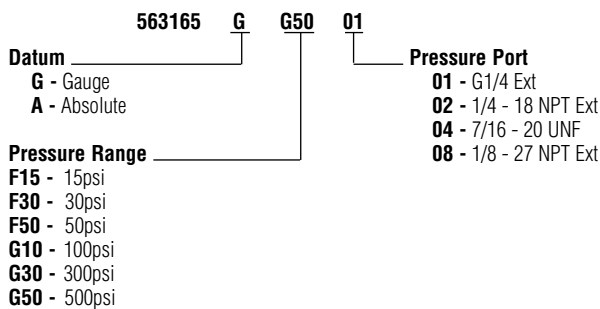 563165 G G50 01
Datum
G - Gauge
A - Absolute
Pressure Range
F15 - 15psi
F30 - 30psi
F50 - 50psi
G10 - 100psi
G30 - 300psi
G50 - 500psi
Pressure Port
01 - G1/4 Ext
02 - 1/4 - 18 NPT Ext
04 - 7/16 - 20 UNF
08 - 1/8 - 27 NPT Ext